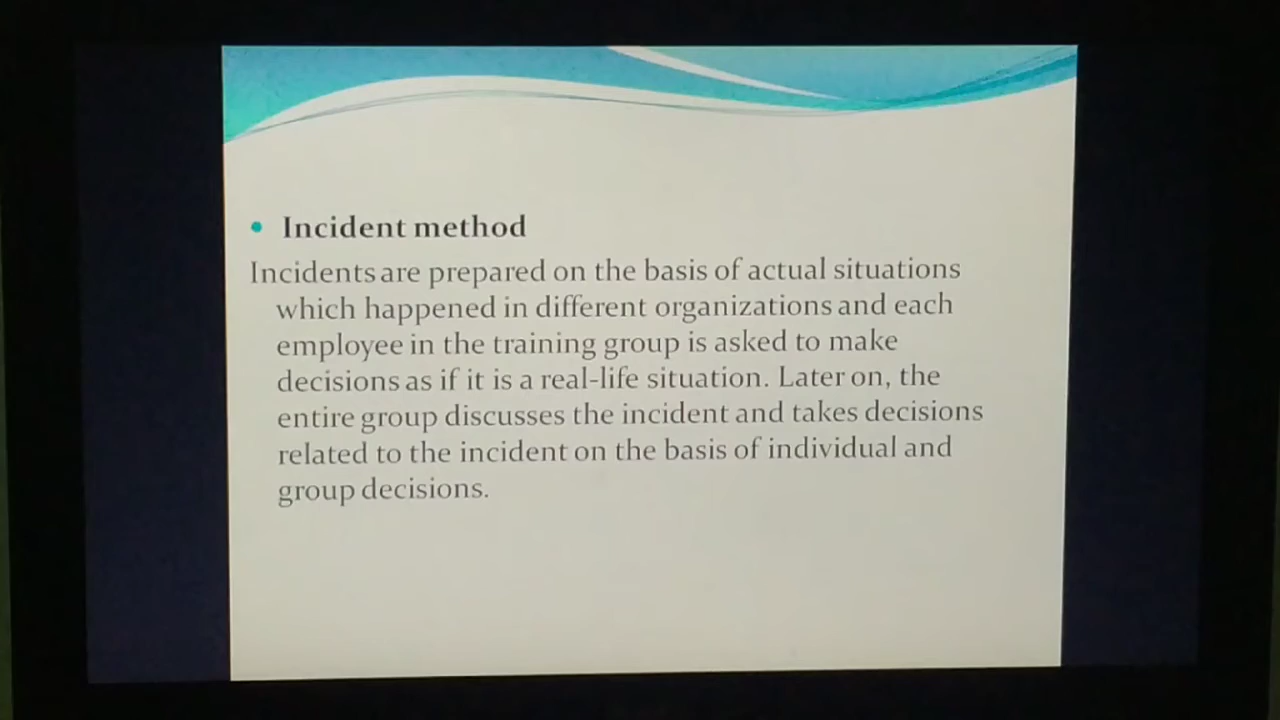 • Incident method
Incidents are prepared on the basis of actual situations
which happened in different organizations and each
employee in the training group is asked to make
decisions as if it is a real-life situation. Later on, the
entire group discusses the incident and takes decisions
related to the incident on the basis of individual and
group decisions.